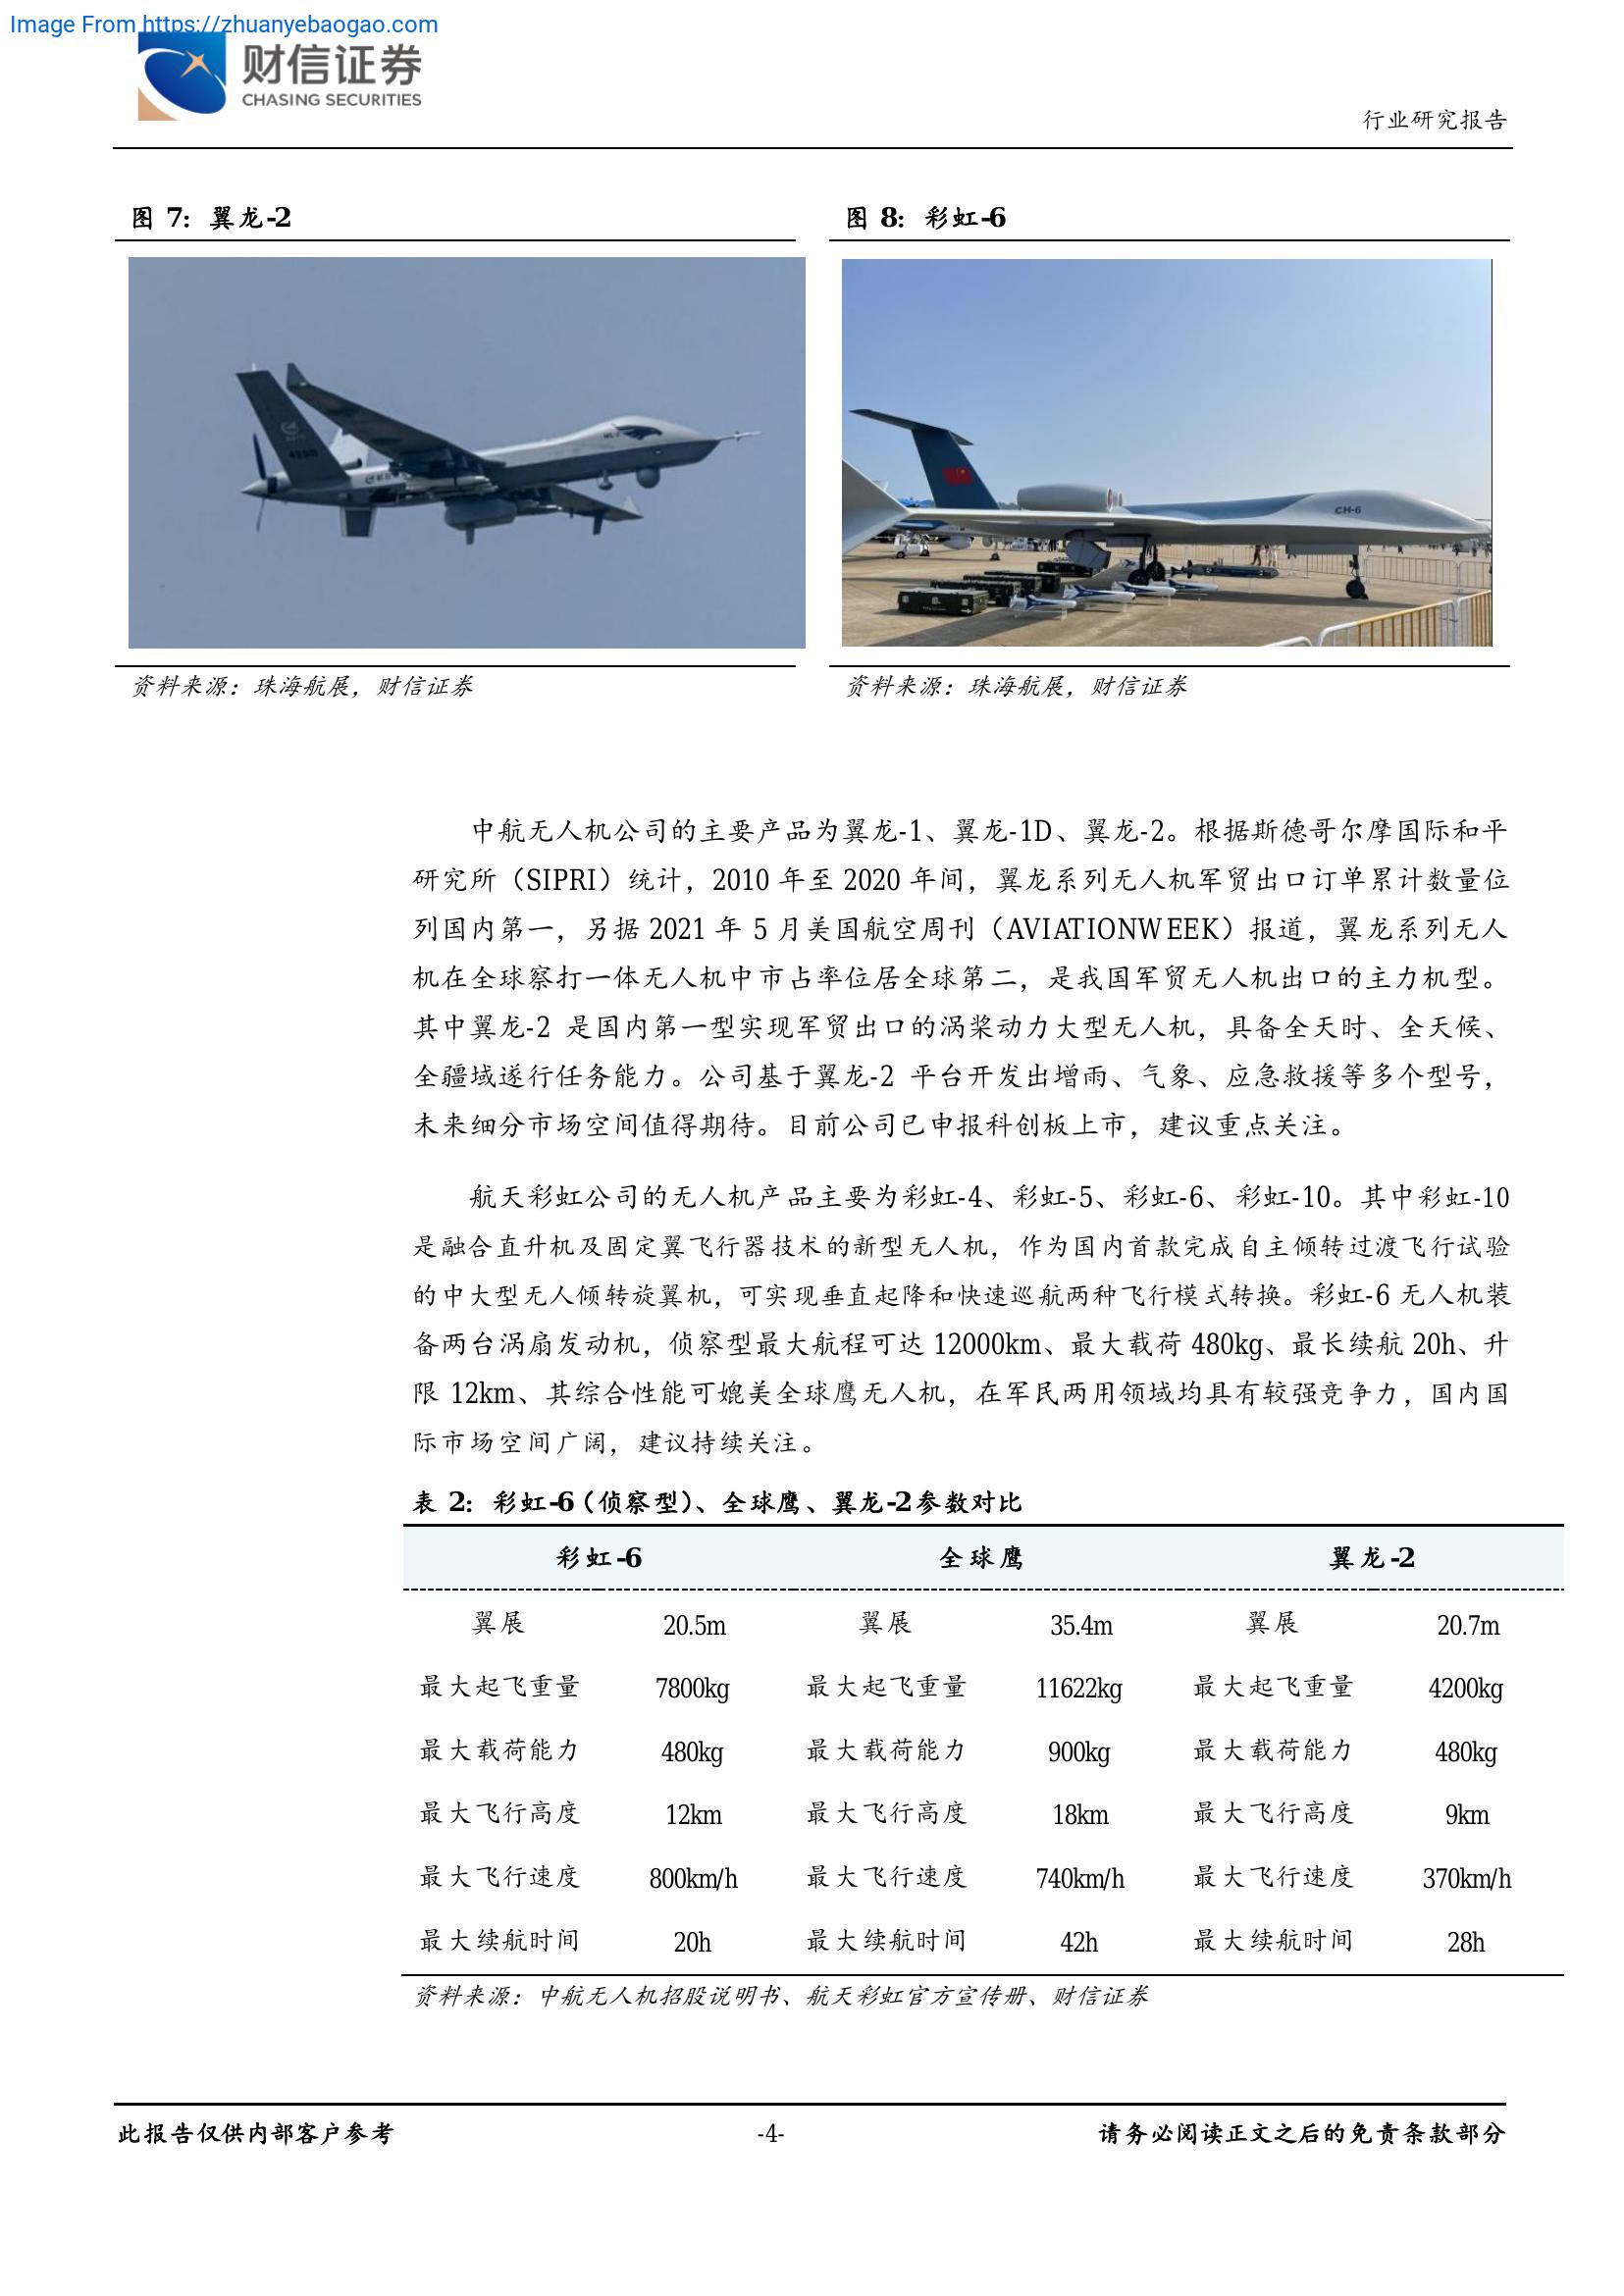 Image From https://zhuanyebaogao.com
财信证券
CHASING SECURITIES
行业研究报告
图 7：翼龙-2
图 8：彩虹-6
CH-6
资料来源：珠海航展，财信证券
资料来源：珠海航展，财信证券
中航无人机公司的主要产品为翼龙-1、翼龙-1D、翼龙-2。根据斯德哥尔摩国际和平
研究所（SIPRI）统计，2010 年至 2020 年间，翼龙系列无人机军贸出口订单累计数量位
列国内第一，另据 2021 年 5 月美国航空周刊（AVIATIONWEEK）报道，翼龙系列无人
机在全球察打一体无人机中市占率位居全球第二，是我国军贸无人机出口的主力机型。
其中翼龙-2 是国内第一型实现军贸出口的涡桨动力大型无人机，具备全天时、全天候、
全疆域遂行任务能力。公司基于翼龙-2 平台开发出增雨、气象、应急救援等多个型号，
未来细分市场空间值得期待。目前公司已申报科创板上市，建议重点关注。
航天彩虹公司的无人机产品主要为彩虹-4、彩虹-5、彩虹-6、彩虹-10。其中彩虹-10
是融合直升机及固定翼飞行器技术的新型无人机，作为国内首款完成自主倾转过渡飞行试验
的中大型无人倾转旋翼机，可实现垂直起降和快速巡航两种飞行模式转换。彩虹-6 无人机装
备两台涡扇发动机，侦察型最大航程可达 12000km、最大载荷 480kg、最长续航 20h、升
限 12km、其综合性能可媲美全球鹰无人机，在军民两用领域均具有较强竞争力，国内国
际市场空间广阔，建议持续关注。
表 2：彩虹-6（侦察型）、全球鹰、翼龙-2参数对比
彩虹-6 全球鹰 翼龙-2
翼展 20.5m 翼展 35.4m 翼展 20.7m
最大起飞重量 7800kg 最大起飞重量 11622kg 最大起飞重量 4200kg
最大载荷能力 480kg 最大载荷能力 900kg 最大载荷能力 480kg
最大飞行高度 12km 最大飞行高度 18km 最大飞行高度 9km
最大飞行速度 800km/h 最大飞行速度 740km/h 最大飞行速度 370km/h
最大续航时间 20h 最大续航时间 42h 最大续航时间 28h
资料来源：中航无人机招股说明书、航天彩虹官方宣传册、财信证券
此报告仅供内部客户参考
-4-
请务必阅读正文之后的免责条款部分